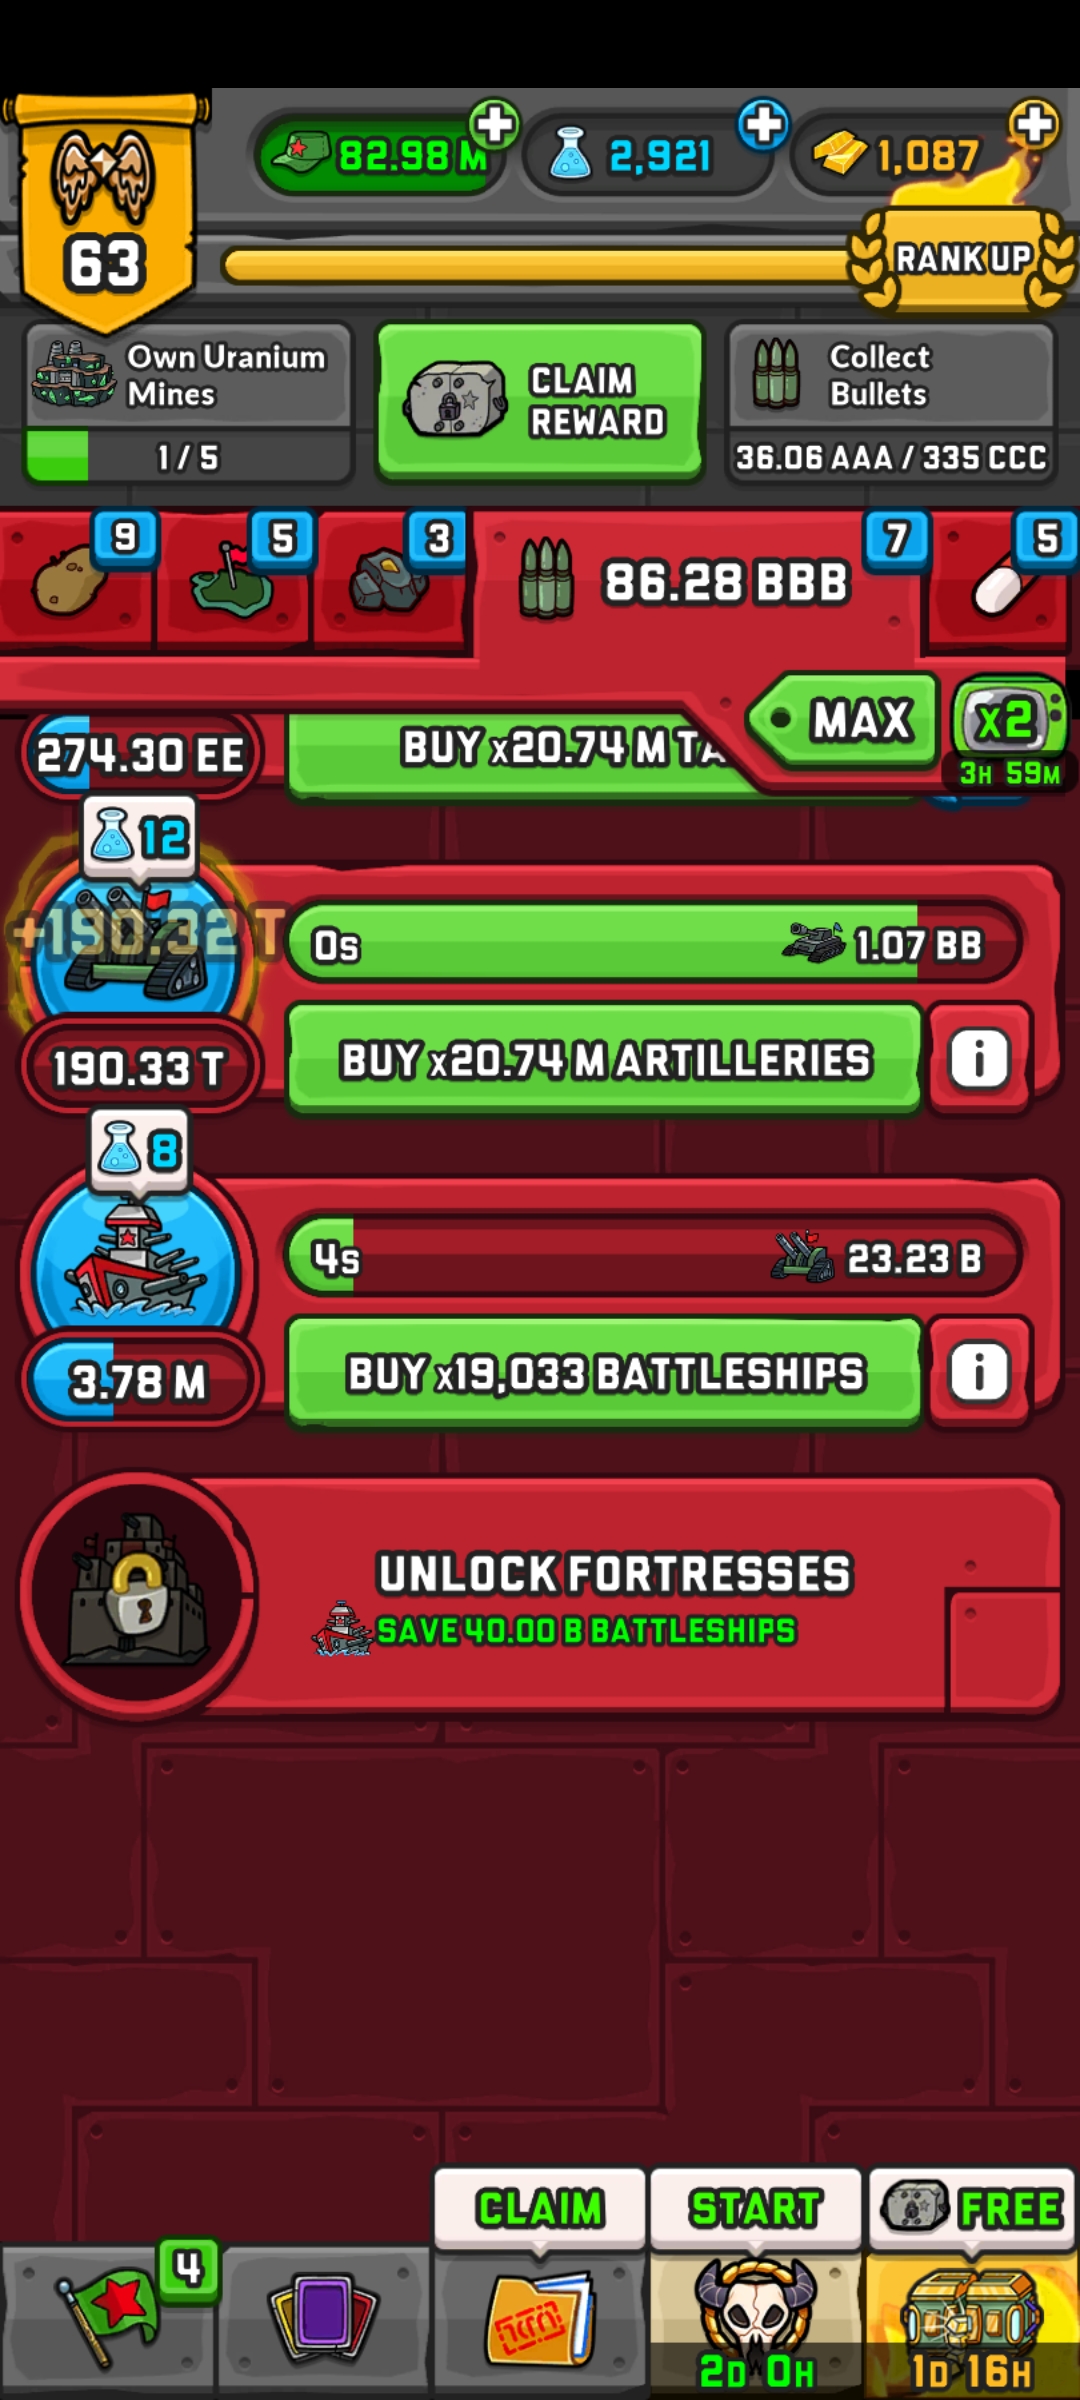 82.98 M
2,921
1,087
63
RANK UP
Own Uranium
Mines
1 / 5
CLAIM
REWARD
Collect
Bullets
36.06 AAA / 335 CCC
9
5
3
86.28 BBB
7
5
MAX
x2
3H 59M
274.30 EE
BUY x20.74 M TA
12
+190.32 T
0s
1.07 BB
190.33 T
BUY x20.74 M ARTILLERIES
i
8
4s
23.23 B
3.78 M
BUY x19,033 BATTLESHIPS
i
UNLOCK FORTRESSES
SAVE 40.00 B BATTLESHIPS
CLAIM
START
FREE
4
2D 0H
1D 16H